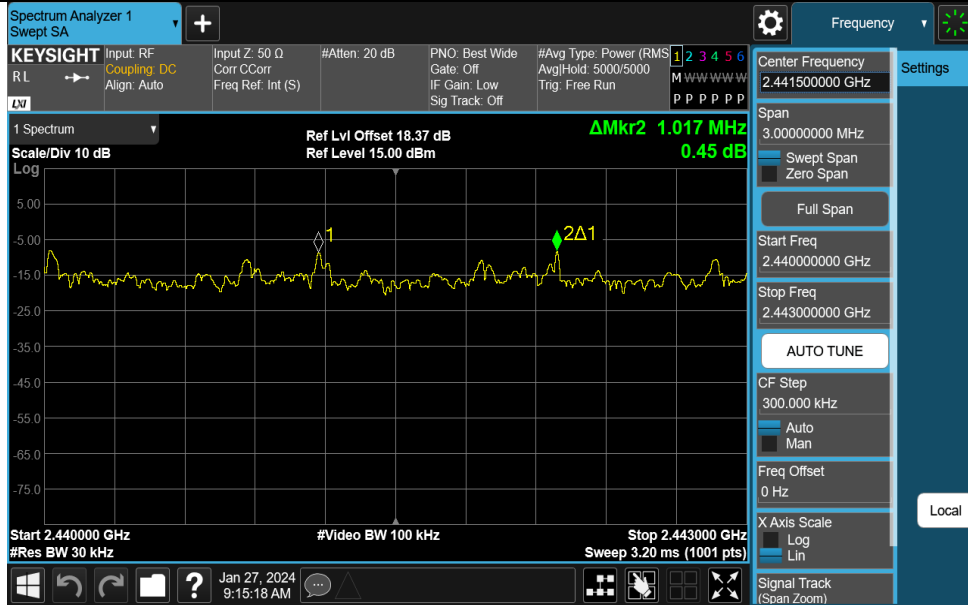 Spectrum Analyzer 1
Swept SA
+
Frequency
KEYSIGHT
RL
LXI
Input: RF
Coupling: DC
Align: Auto
Input Z: 50 Ω
Corr CCorr
Freq Ref: Int (S)
#Atten: 20 dB
PNO: Best Wide
Gate: Off
IF Gain: Low
Sig Track: Off
#Avg Type: Power (RMS
Avg|Hold: 5000/5000
Trig: Free Run
1 2 3 4 5 6
M W W W W W
P P P P P P
1 Spectrum
Scale/Div 10 dB
Log
Ref Lvl Offset 18.37 dB
Ref Level 15.00 dBm
ΔMkr2 1.017 MHz
0.45 dB
5.00
-5.00
-15.0
-25.0
-35.0
-45.0
-55.0
-65.0
-75.0
1
2Δ1
Start 2.440000 GHz
#Res BW 30 kHz
#Video BW 100 kHz
Stop 2.443000 GHz
Sweep 3.20 ms (1001 pts)
Center Frequency
2.441500000 GHz
Span
3.00000000 MHz
Swept Span
Zero Span
Full Span
Start Freq
2.440000000 GHz
Stop Freq
2.443000000 GHz
AUTO TUNE
CF Step
300.000 kHz
Auto
Man
Freq Offset
0 Hz
X Axis Scale
Log
Lin
Signal Track
(Span Zoom)
Settings
Local
?
Jan 27, 2024
9:15:18 AM